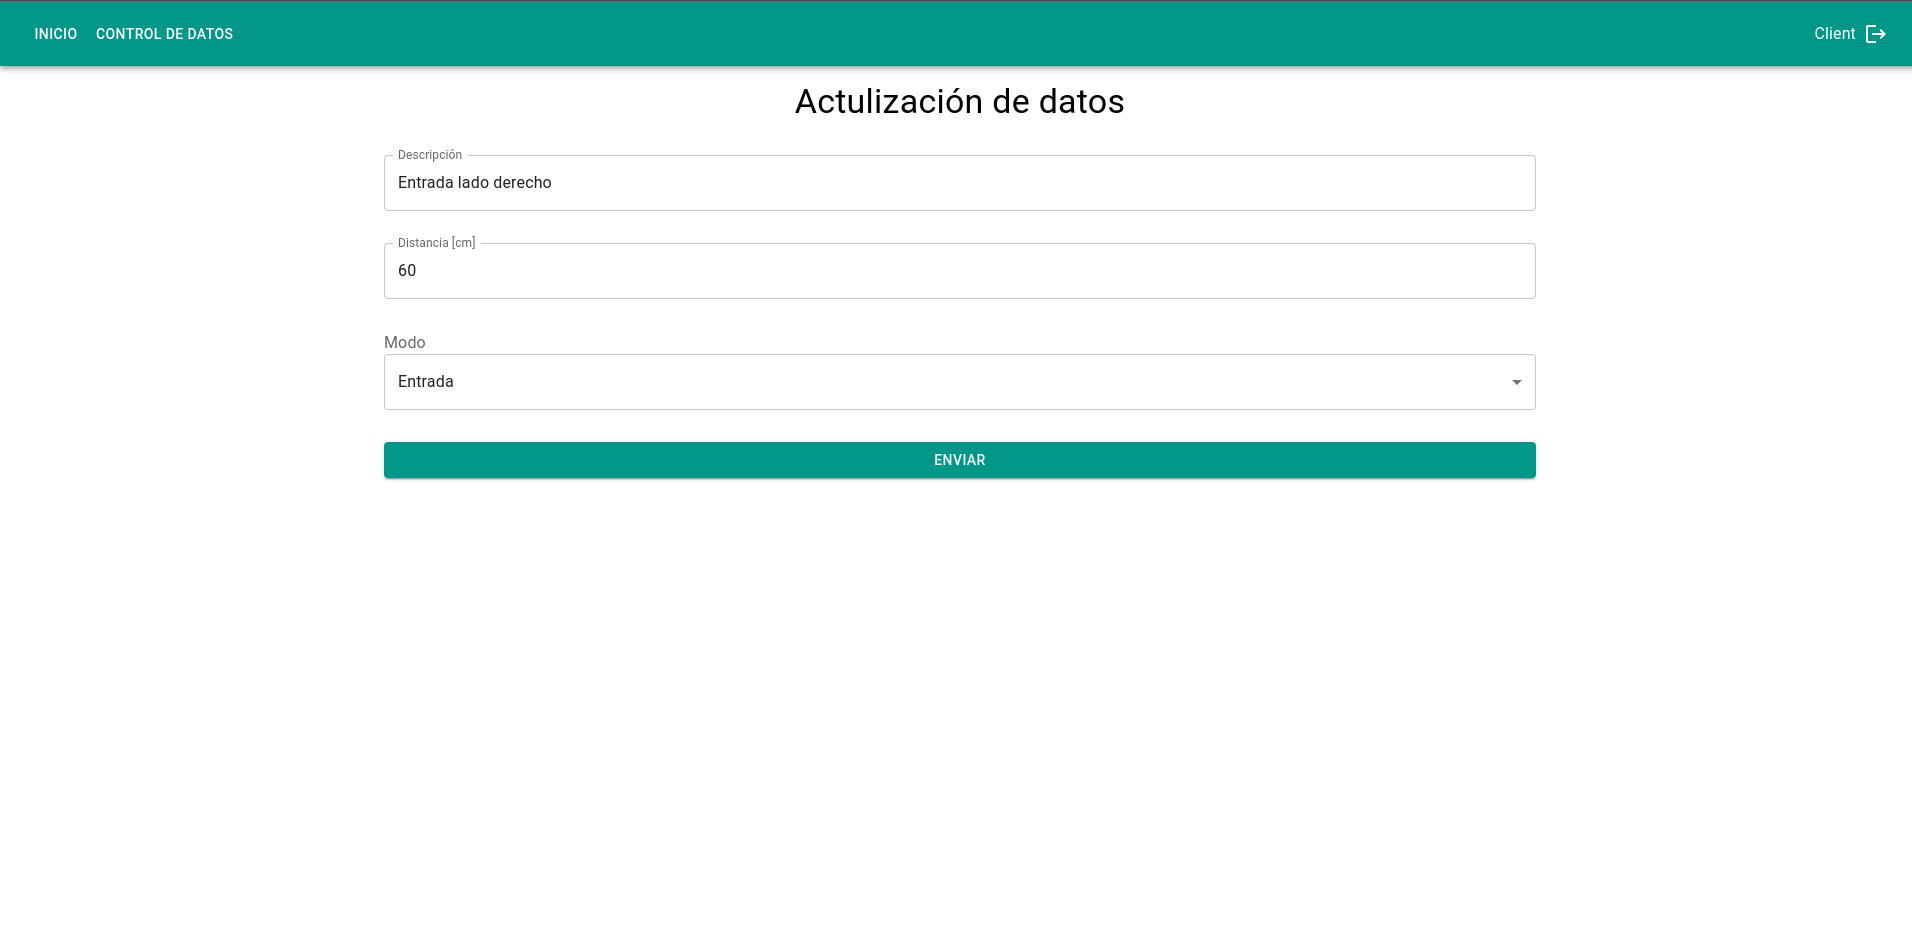 INICIO CONTROL DE DATOS Client
Actulización de datos
Descripción
Entrada lado derecho
Distancia [cm]
60
Modo
Entrada
ENVIAR